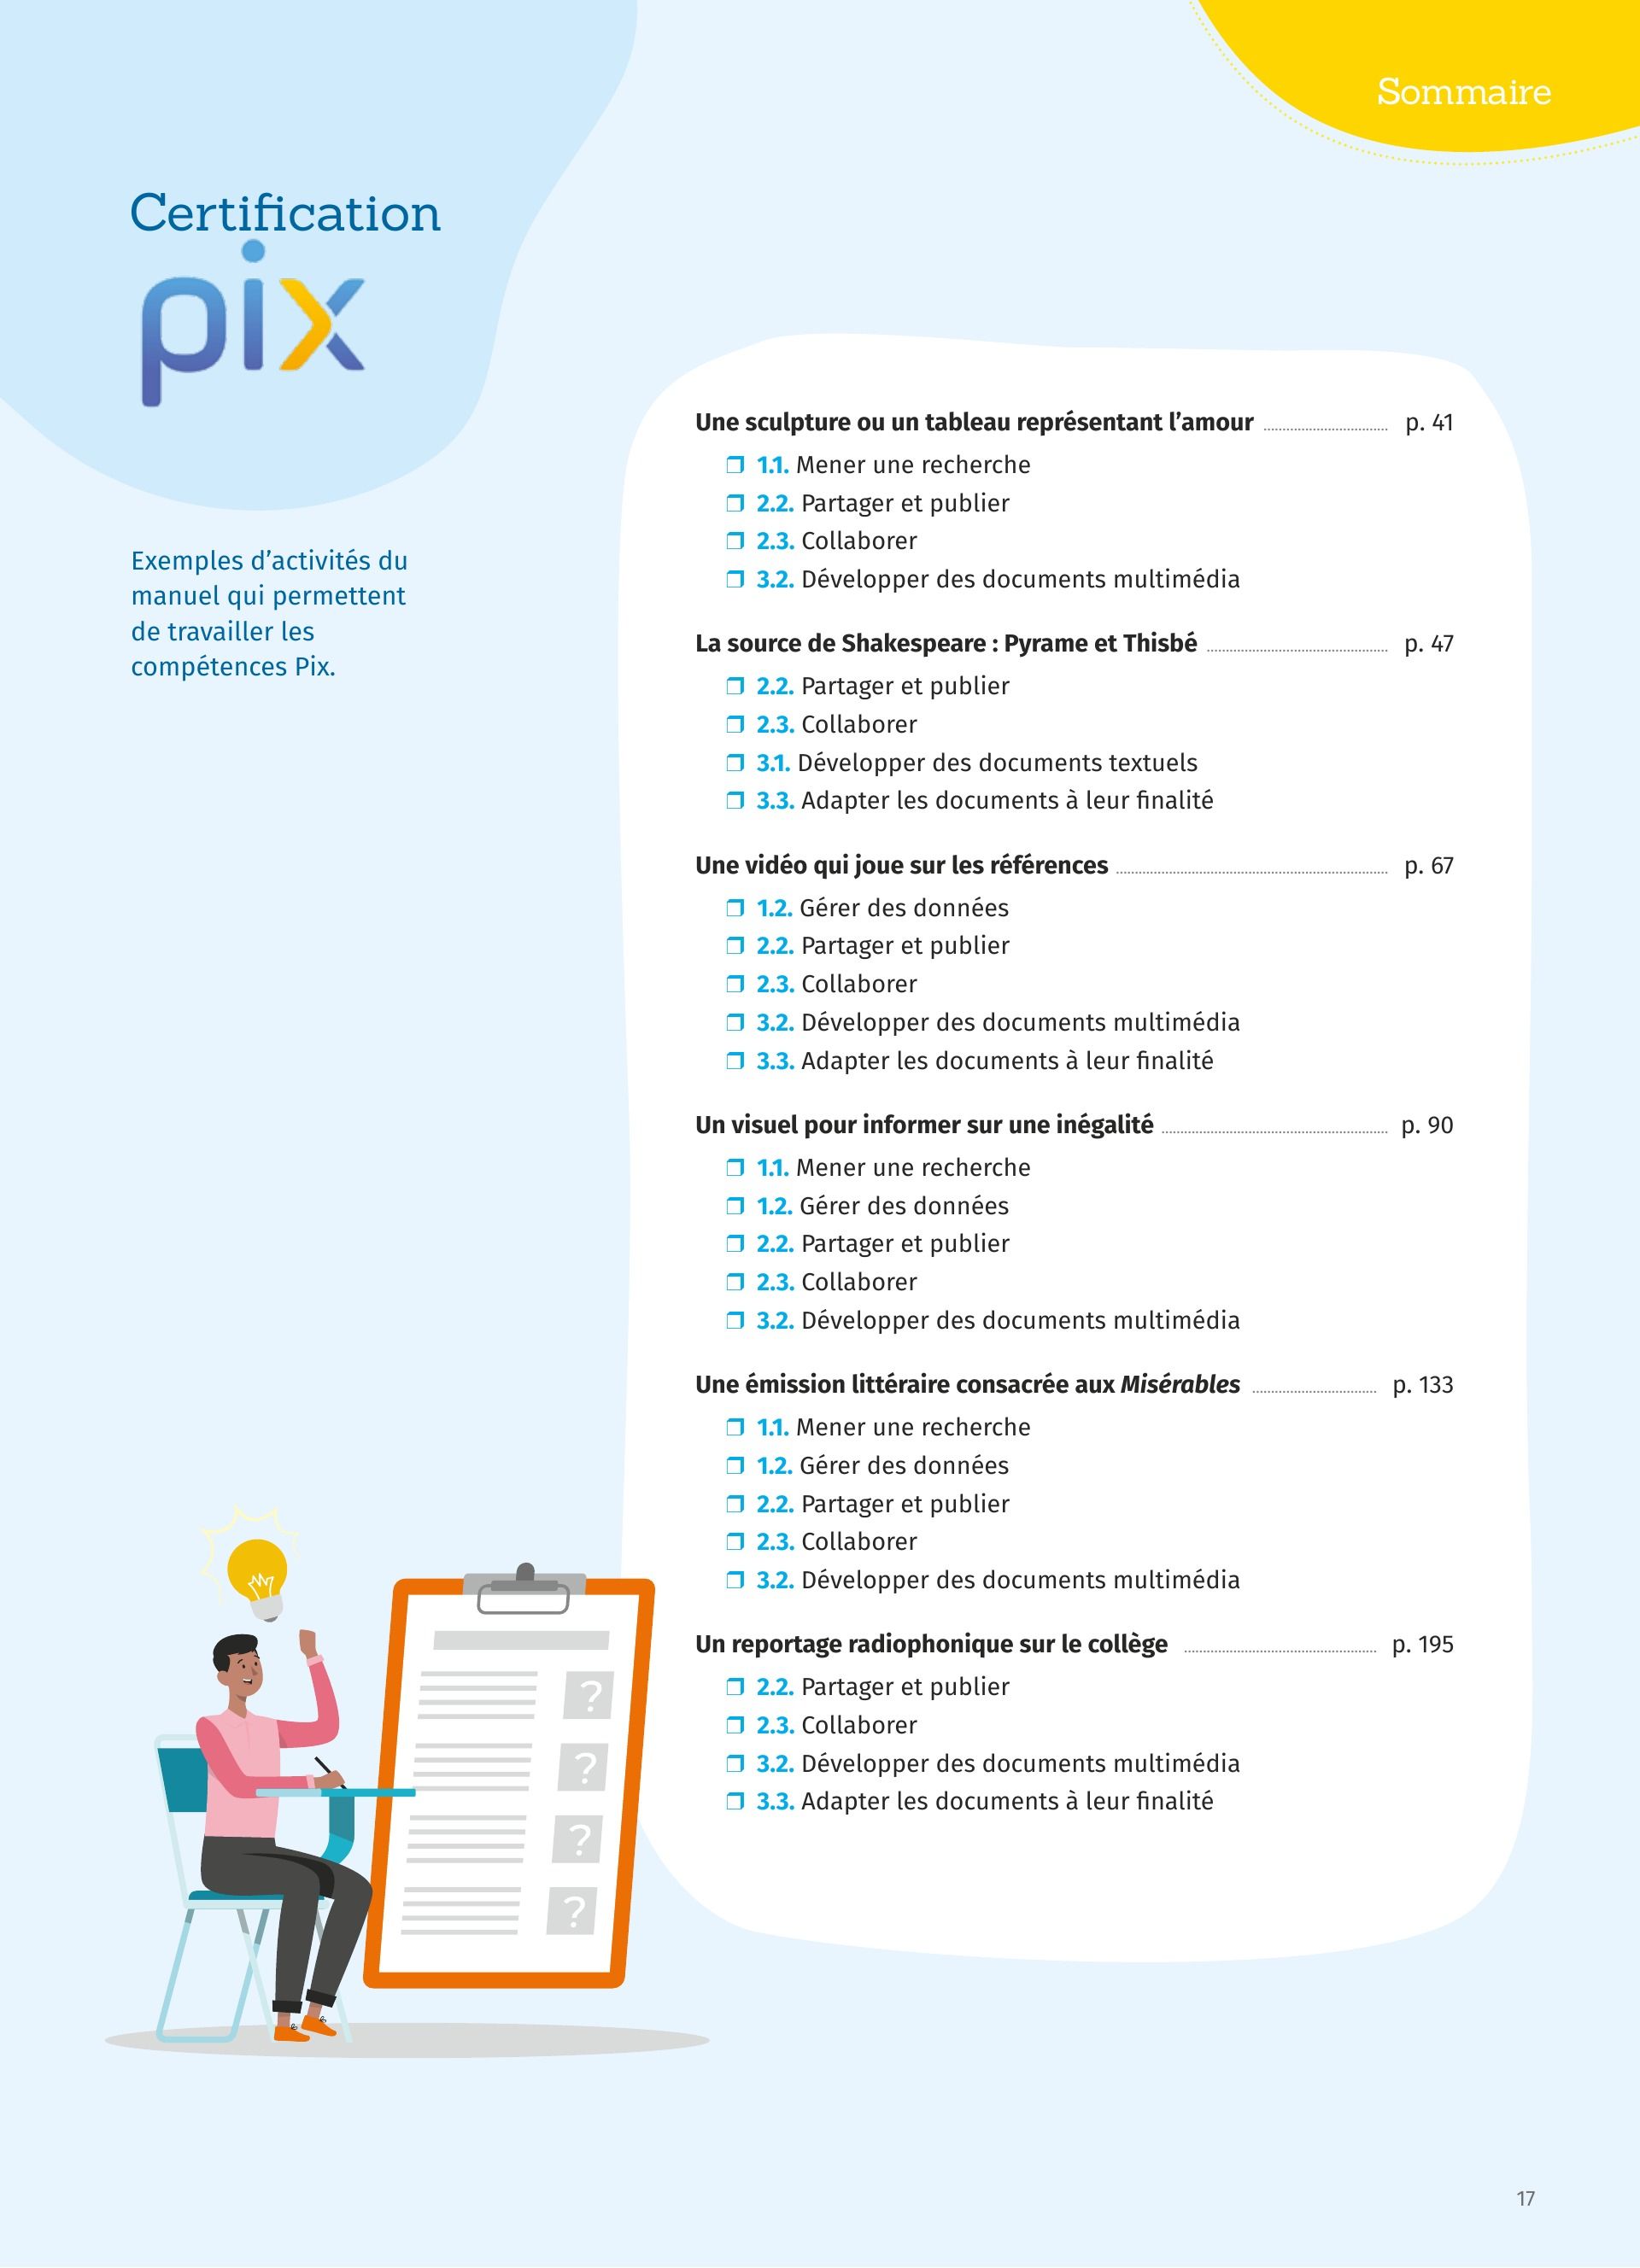 Sommaire
Certification
pix
Exemples d’activités du
manuel qui permettent
de travailler les
compétences Pix.
Une sculpture ou un tableau représentant l’amour p. 41
1.1. Mener une recherche
2.2. Partager et publier
2.3. Collaborer
3.2. Développer des documents multimédia
La source de Shakespeare : Pyrame et Thisbé p. 47
2.2. Partager et publier
2.3. Collaborer
3.1. Développer des documents textuels
3.3. Adapter les documents à leur finalité
Une vidéo qui joue sur les références p. 67
1.2. Gérer des données
2.2. Partager et publier
2.3. Collaborer
3.2. Développer des documents multimédia
3.3. Adapter les documents à leur finalité
Un visuel pour informer sur une inégalité p. 90
1.1. Mener une recherche
1.2. Gérer des données
2.2. Partager et publier
2.3. Collaborer
3.2. Développer des documents multimédia
Une émission littéraire consacrée aux Misérables p. 133
1.1. Mener une recherche
1.2. Gérer des données
2.2. Partager et publier
2.3. Collaborer
3.2. Développer des documents multimédia
Un reportage radiophonique sur le collège p. 195
2.2. Partager et publier
2.3. Collaborer
3.2. Développer des documents multimédia
3.3. Adapter les documents à leur finalité
?
?
?
?
17